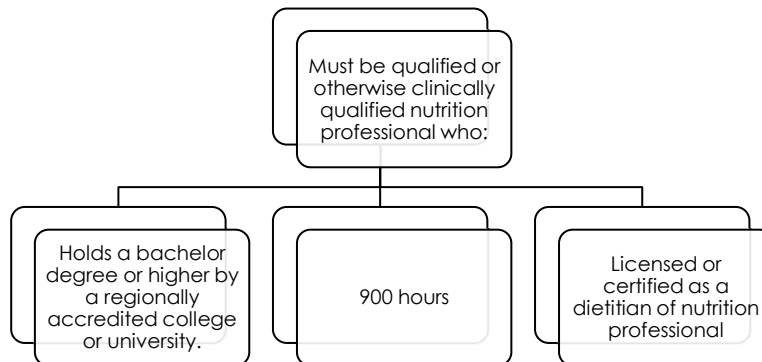 Must be qualified or
otherwise clinically
qualified nutrition
professional who:
Holds a bachelor
degree or higher by
a regionally
accredited college
or university.
900 hours
Licensed or
certified as a
dietitian of nutrition
professional